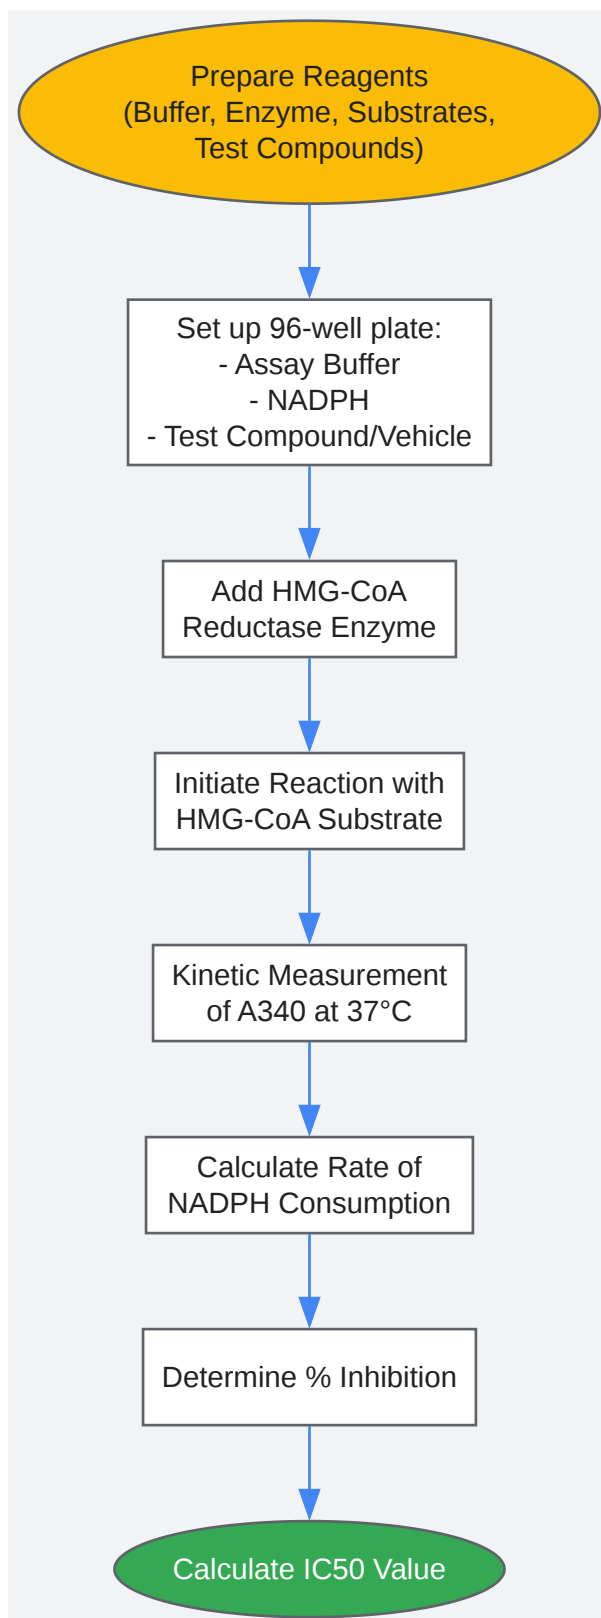 Prepare Reagents
(Buffer, Enzyme, Substrates,
Test Compounds)
Set up 96-well plate:
- Assay Buffer
- NADPH
- Test Compound/Vehicle
Add HMG-CoA
Reductase Enzyme
Initiate Reaction with
HMG-CoA Substrate
Kinetic Measurement
of A340 at 37°C
Calculate Rate of
NADPH Consumption
Determine % Inhibition
Calculate IC50 Value